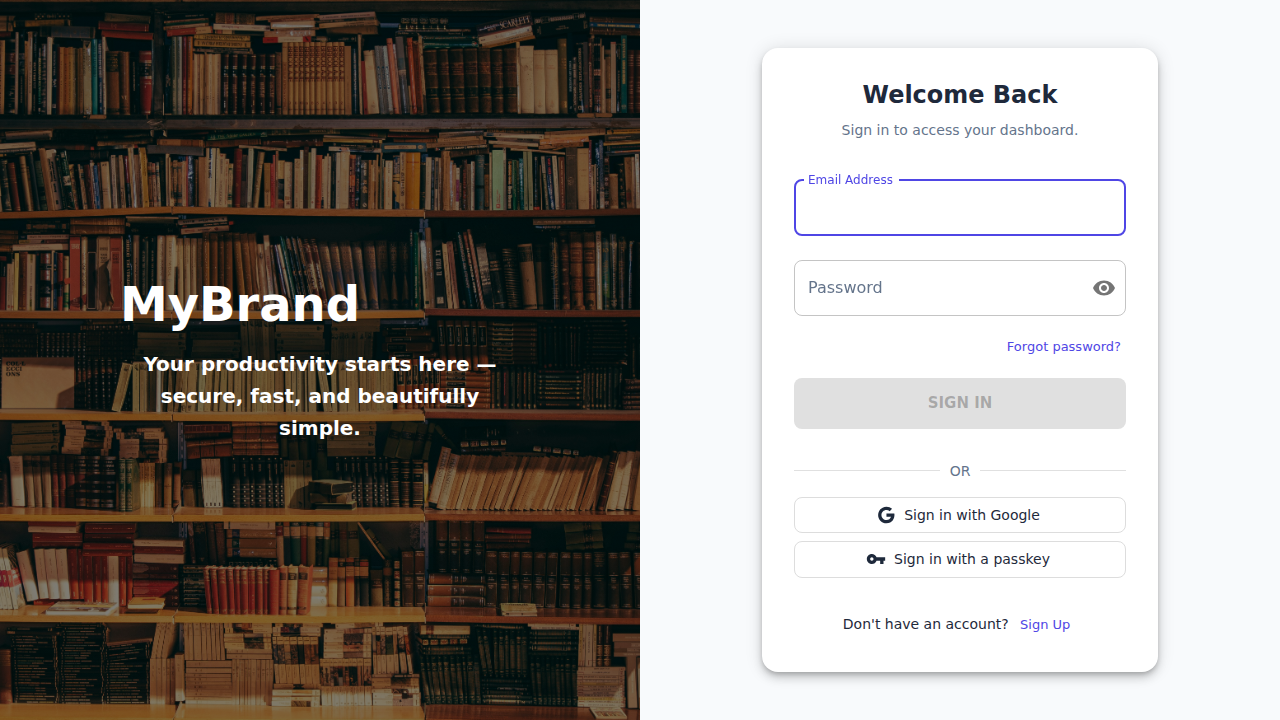 MyBrand
Your productivity starts here —
secure, fast, and beautifully
simple.
Welcome Back
Sign in to access your dashboard.
Email Address
Password
Forgot password?
SIGN IN
OR
Sign in with Google
Sign in with a passkey
Don't have an account? Sign Up